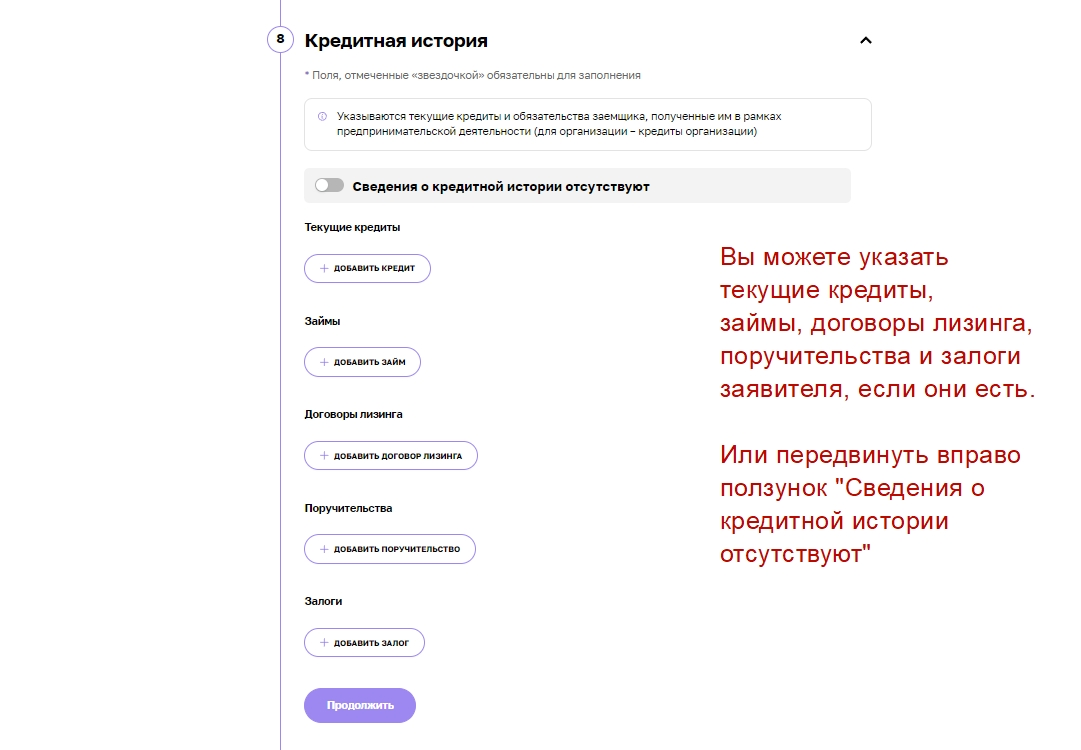 8
Кредитная история
* Поля, отмеченные «звездочкой» обязательны для заполнения
Указываются текущие кредиты и обязательства заемщика, полученные им в рамках
предпринимательской деятельности (для организации – кредиты организации)
Сведения о кредитной истории отсутствуют
Текущие кредиты
+ ДОБАВИТЬ КРЕДИТ
Займы
+ ДОБАВИТЬ ЗАЙМ
Договоры лизинга
+ ДОБАВИТЬ ДОГОВОР ЛИЗИНГА
Поручительства
+ ДОБАВИТЬ ПОРУЧИТЕЛЬСТВО
Залоги
+ ДОБАВИТЬ ЗАЛОГ
Продолжить
Вы можете указать
текущие кредиты,
займы, договоры лизинга,
поручительства и залоги
заявителя, если они есть.
Или передвинуть вправо
ползунок "Сведения о
кредитной истории
отсутствуют"